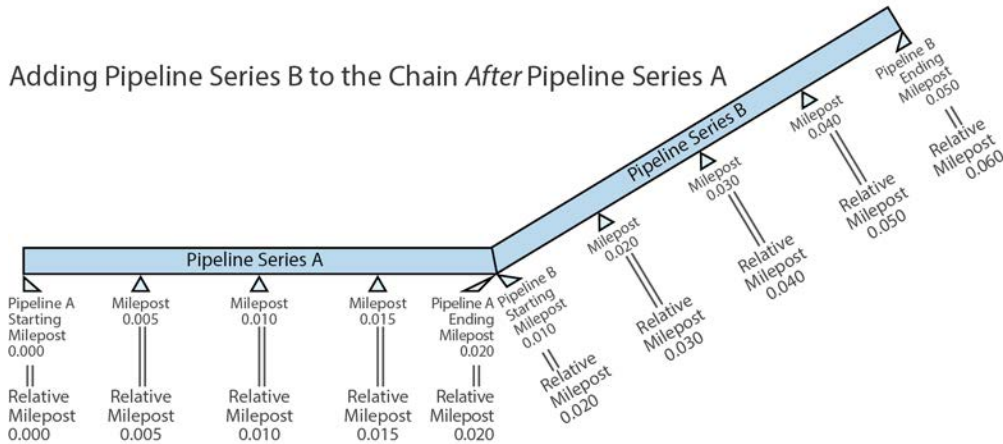 Adding Pipeline Series B to the Chain After Pipeline Series A
Pipeline Series A
Pipeline A
Starting
Milepost
0.000
Relative
Milepost
0.000
Milepost
0.005
Relative
Milepost
0.005
Milepost
0.010
Relative
Milepost
0.010
Milepost
0.015
Relative
Milepost
0.015
Pipeline A
Ending
Milepost
0.020
Relative
Milepost
0.020
Pipeline Series B
Pipeline B
Starting
Milepost
0.010
Relative
Milepost
0.020
Milepost
0.020
Relative
Milepost
0.030
Milepost
0.030
Relative
Milepost
0.040
Milepost
0.040
Relative
Milepost
0.050
Pipeline B
Ending
Milepost
0.050
Relative
Milepost
0.060